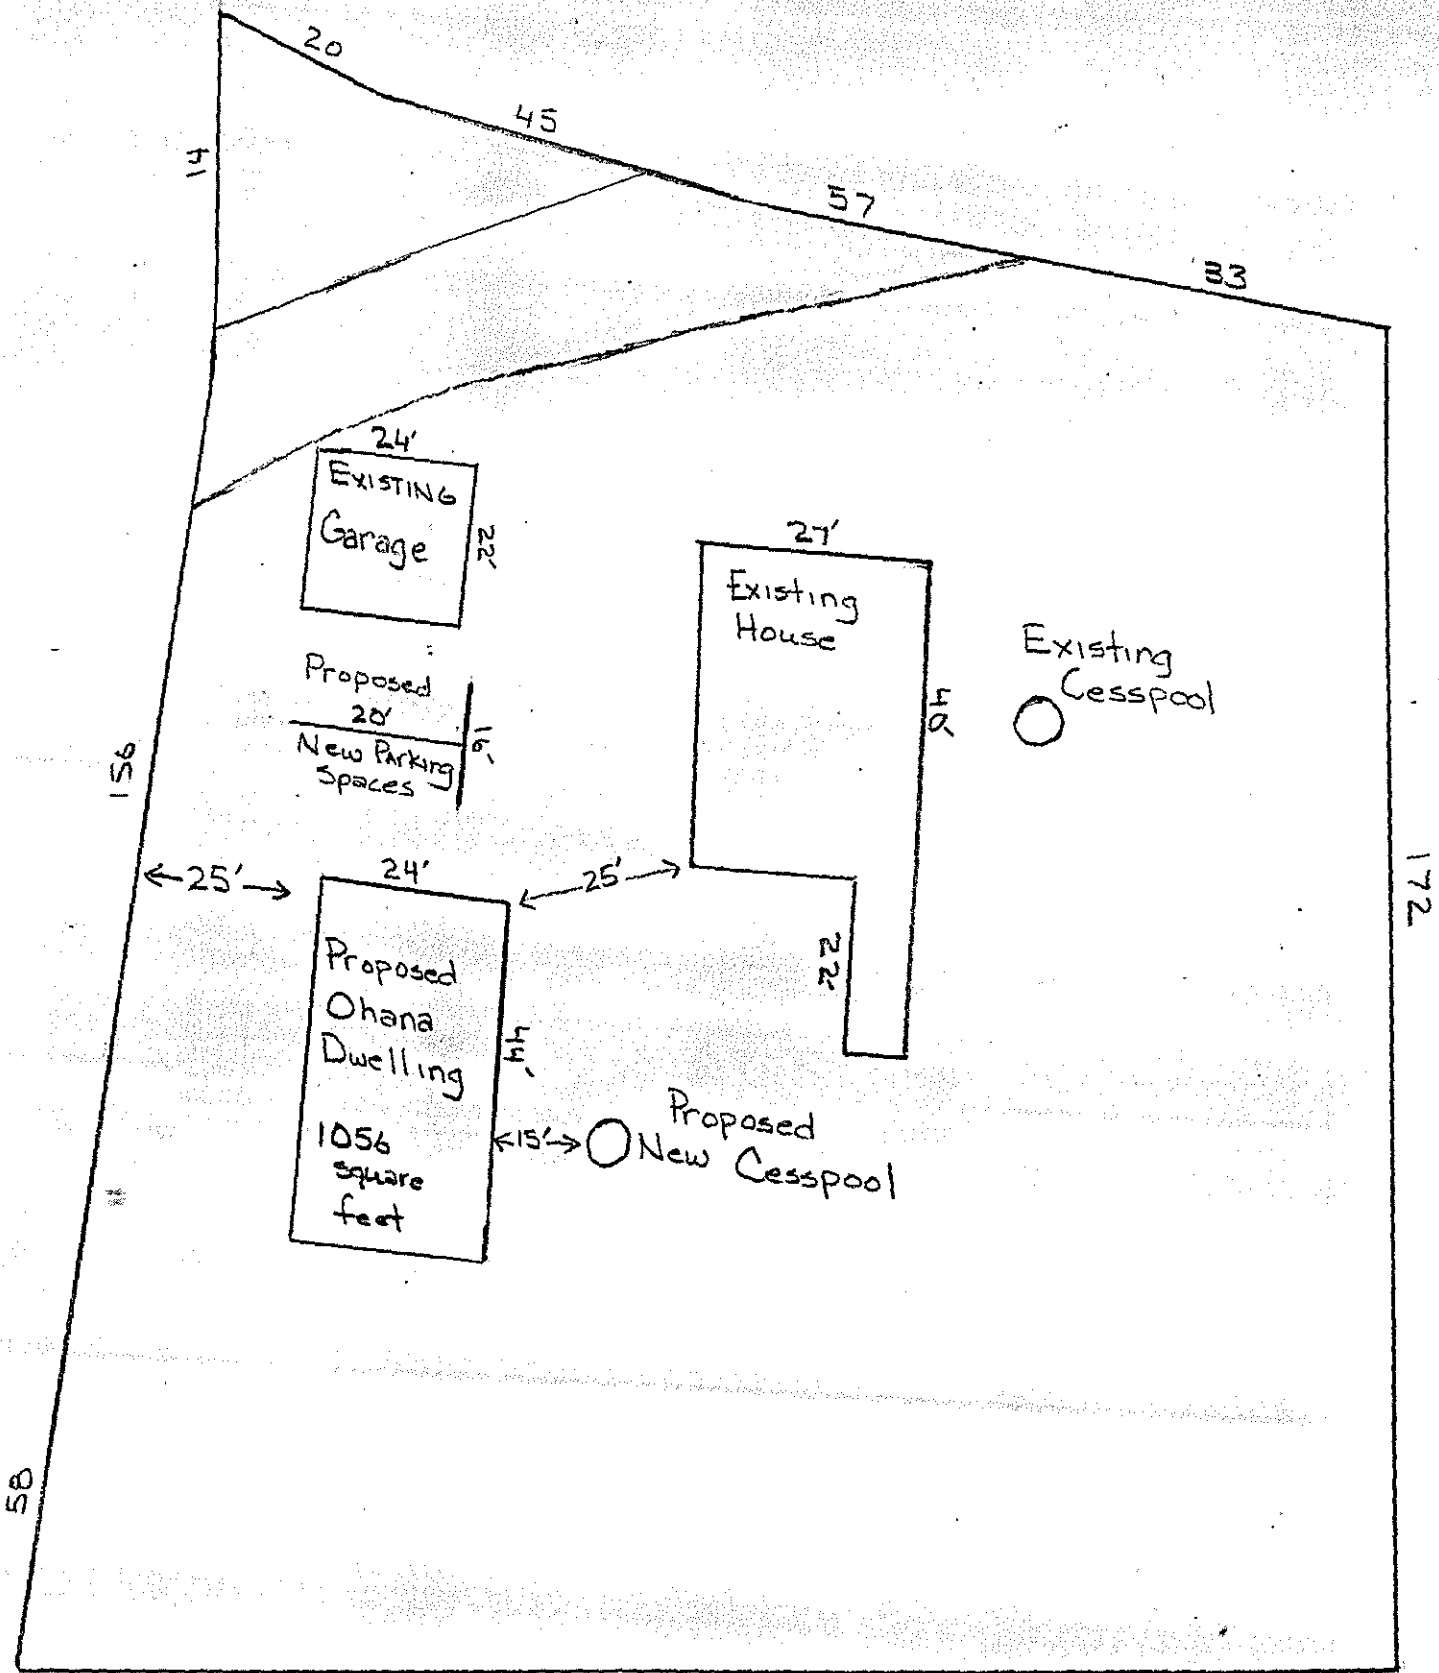 20
45
14
57
33
24'
EXISTING
Garage
22'
27'
Existing
House
40'
Existing
Cesspool
Proposed
20'
New Parking
Spaces
156
172
25'
24'
25'
22'
Proposed
Ohana
Dwelling
44'
1056
square
feet
15'
Proposed
New Cesspool
58